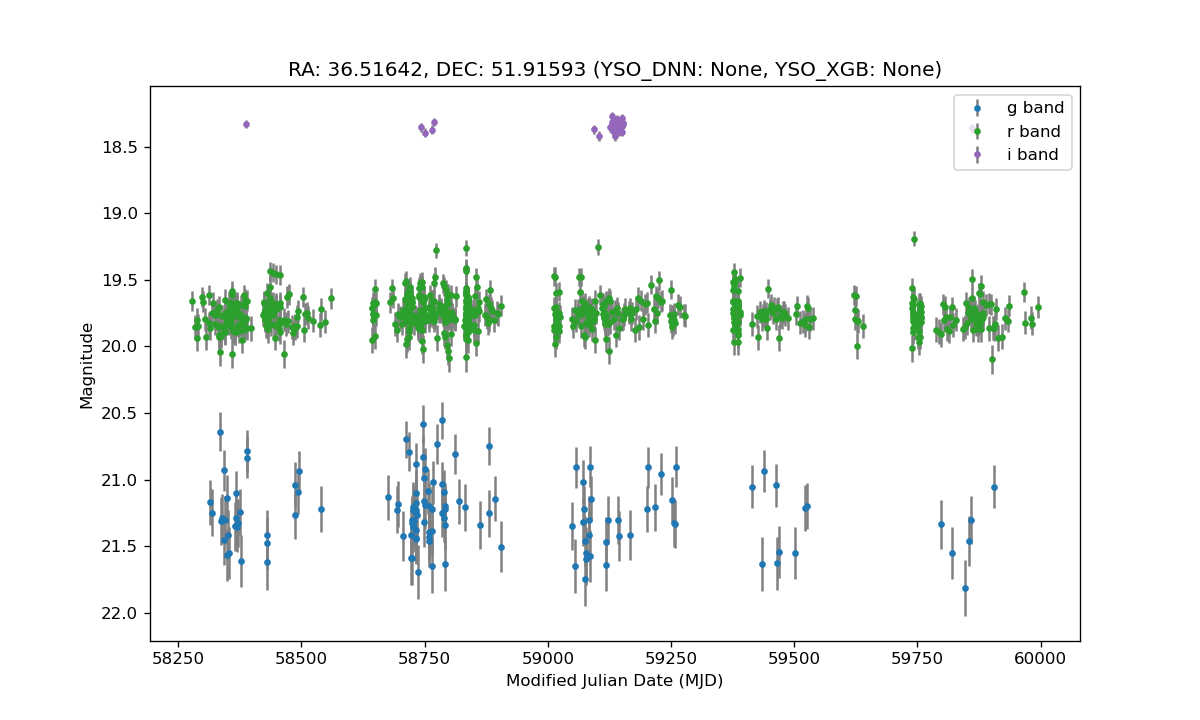 RA: 36.51642, DEC: 51.91593 (YSO_DNN: None, YSO_XGB: None)
g band
r band
i band
18.5
19.0
19.5
20.0
20.5
21.0
21.5
22.0
Magnitude
58250 58500 58750 59000 59250 59500 59750 60000
Modified Julian Date (MJD)